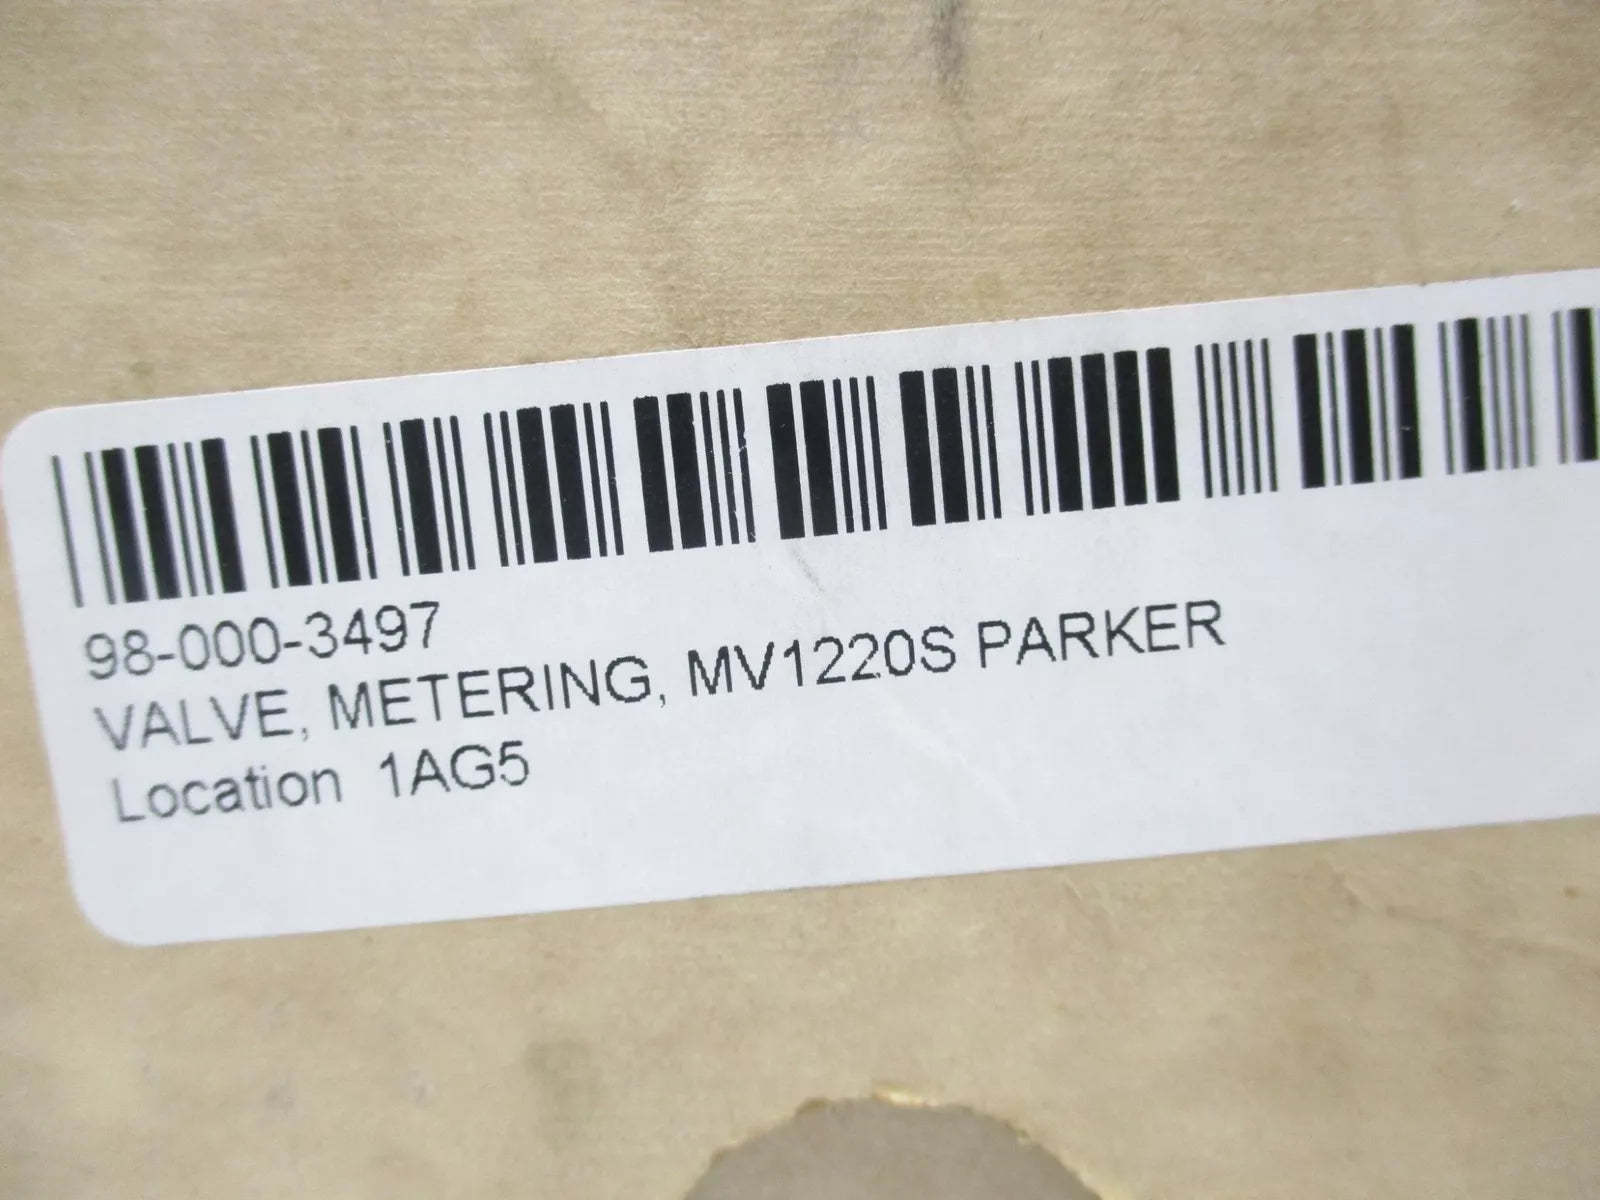 98-000-3497
VALVE, METERING, MV1220S PARKER
Location 1AG5